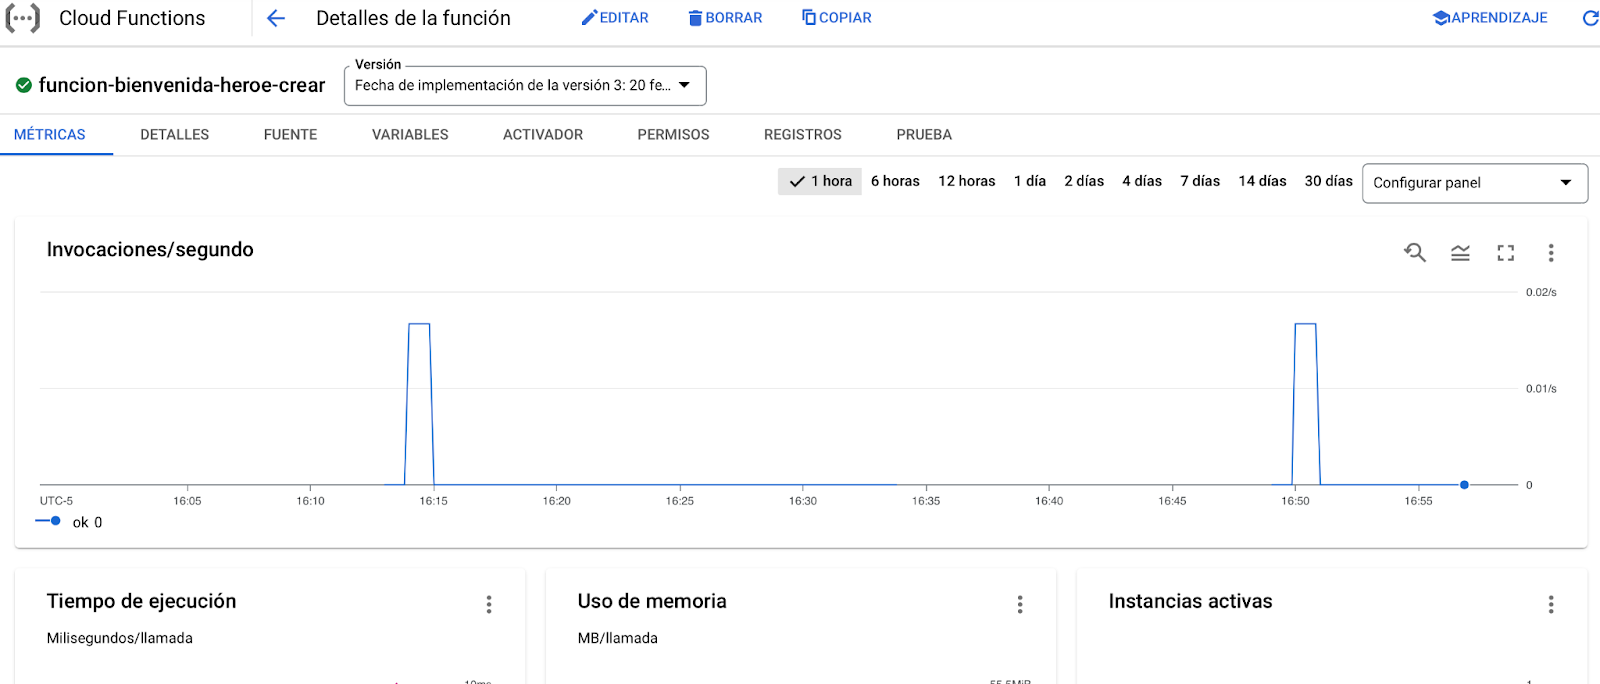 Cloud Functions
Detalles de la función
EDITAR
BORRAR
COPIAR
APRENDIZAJE
funcion-bienvenida-heroe-crear
Versión
Fecha de implementación de la versión 3: 20 fe...
MÉTRICAS
DETALLES
FUENTE
VARIABLES
ACTIVADOR
PERMISOS
REGISTROS
PRUEBA
1 hora
6 horas
12 horas
1 día
2 días
4 días
7 días
14 días
30 días
Configurar panel
Invocaciones/segundo
0.02/s
0.01/s
0
UTC-5
16:05
16:10
16:15
16:20
16:25
16:30
16:35
16:40
16:45
16:50
16:55
ok 0
Tiempo de ejecución
Milisegundos/llamada
Uso de memoria
MB/llamada
Instancias activas